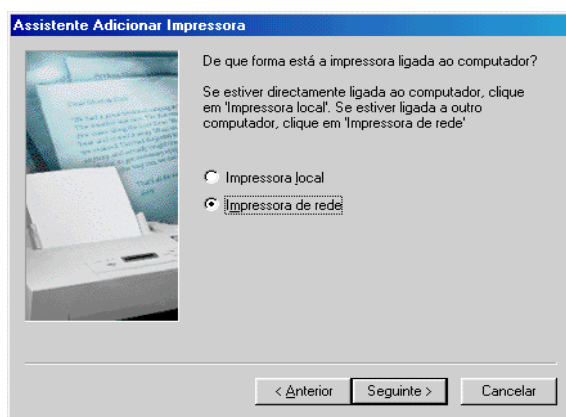 Assistente Adicionar Impressora
De que forma está a impressora ligada ao computador?
Se estiver directamente ligada ao computador, clique
em 'Impressora local'. Se estiver ligada a outro
computador, clique em 'Impressora de rede'
Impressora local
Impressora de rede
< Anterior
Seguinte >
Cancelar